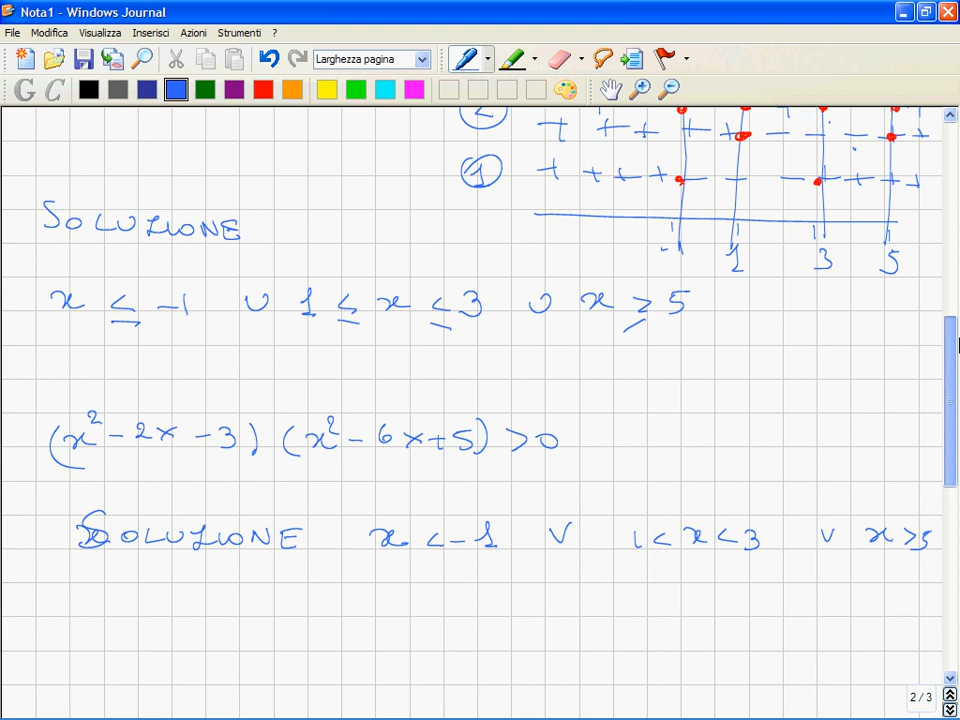 Nota1 - Windows Journal
File Modifica Visualizza Inserisci Azioni Strumenti ?
Larghezza pagina
G C
2 + + + + + - - - - + +
1 + + + + - - - + + +
-1 1 3 5
SOLUZIONE
x ≤ -1 ∪ 1 ≤ x ≤ 3 ∪ x ≥ 5
(x² - 2x - 3) (x² - 6x + 5) > 0
SOLUZIONE x < -1 ∨ 1 < x < 3 ∨ x > 5
2 / 3